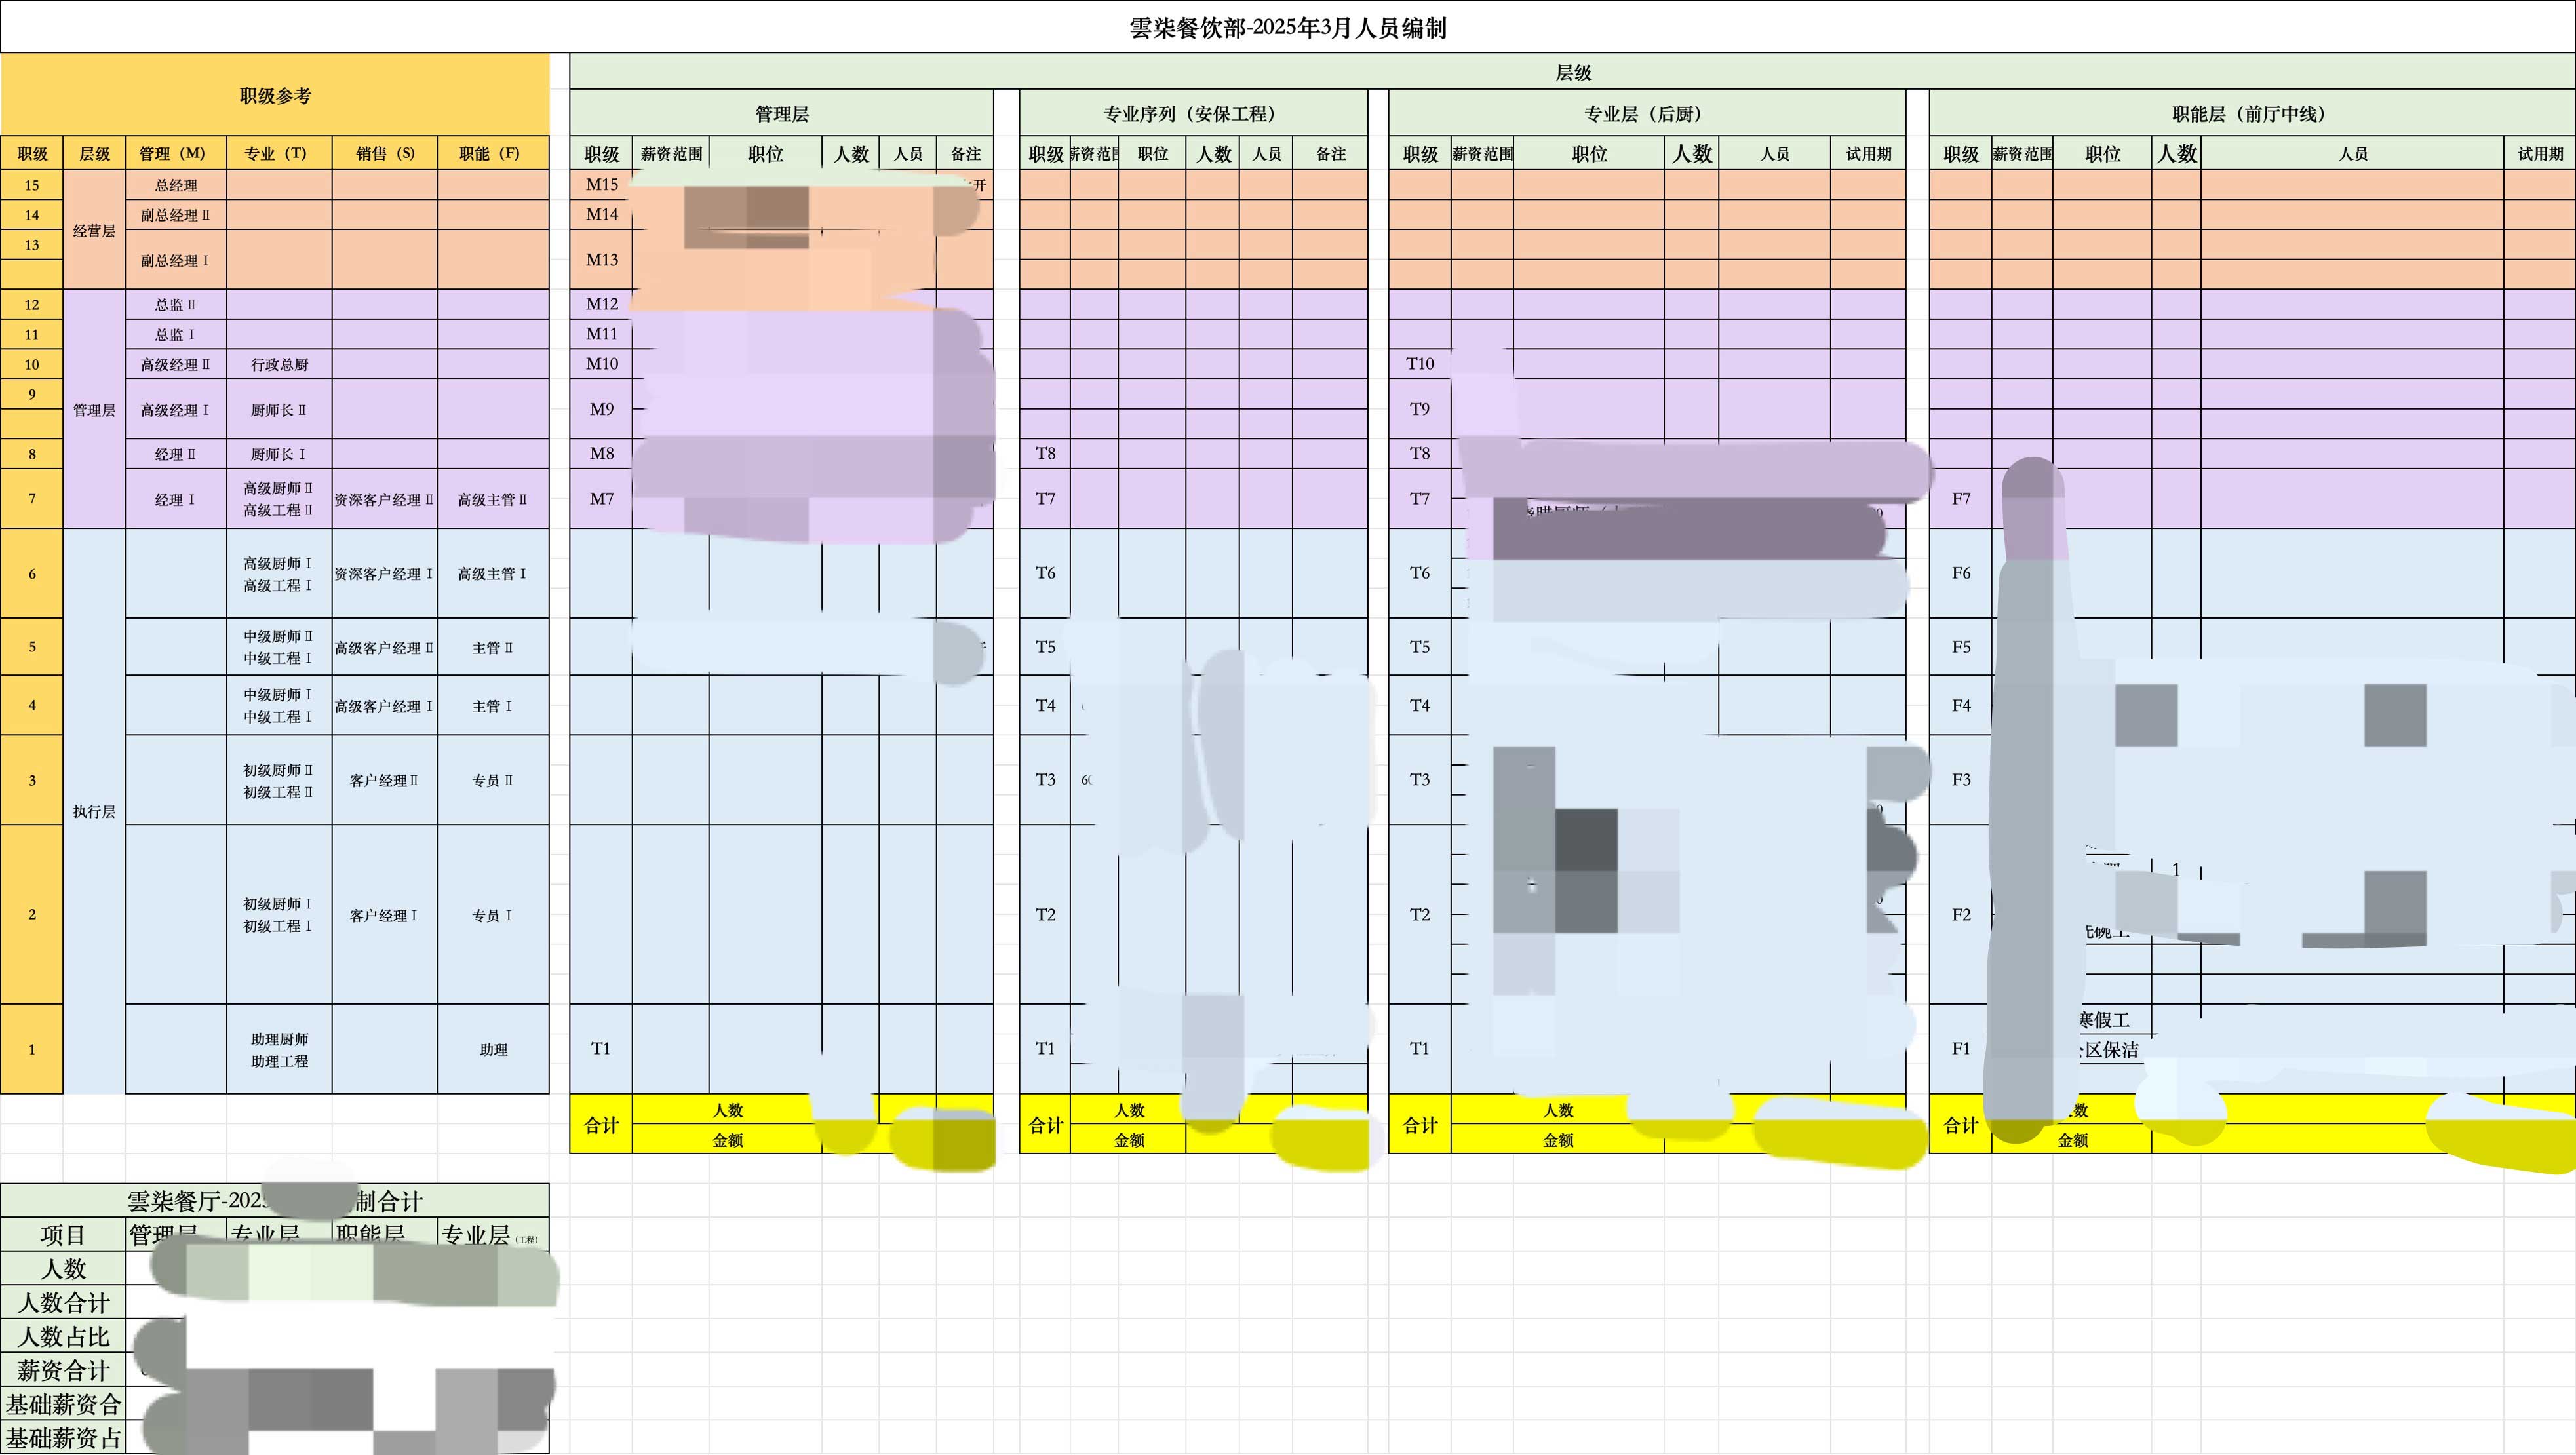 雲柒餐饮部-2025年3月人员编制
职级参考
层级
管理层 专业序列（安保工程） 专业层（后厨） 职能层（前厅中线）
职级 层级 管理（M） 专业（T） 销售（S） 职能（F） 职级 薪资范围 职位 人数 人员 备注 职级 薪资范围 职位 人数 人员 备注 职级 薪资范围 职位 人数 人员 试用期 职级 薪资范围 职位 人数 人员 试用期
15 总经理 M15 开
14 副总经理Ⅱ M14
经营层
13 副总经理Ⅰ M13
12 总监Ⅱ M12
11 总监Ⅰ M11
10 高级经理Ⅱ 行政总厨 M10 T10
9 管理层 高级经理Ⅰ 厨师长Ⅱ M9 T9
8 经理Ⅱ 厨师长Ⅰ M8 T8 T8
7 经理Ⅰ 高级厨师Ⅱ 高级工程Ⅱ 资深客户经理Ⅱ 高级主管Ⅱ M7 T7 T7 F7
6 高级厨师Ⅰ 高级工程Ⅰ 资深客户经理Ⅰ 高级主管Ⅰ T6 T6 F6
5 中级厨师Ⅱ 中级工程Ⅰ 高级客户经理Ⅱ 主管Ⅱ T5 T5 F5
4 中级厨师Ⅰ 中级工程Ⅰ 高级客户经理Ⅰ 主管Ⅰ T4 T4 F4
3 初级厨师Ⅱ 初级工程Ⅱ 客户经理Ⅱ 专员Ⅱ T3 T3 F3
执行层
1
2 初级厨师Ⅰ 初级工程Ⅰ 客户经理Ⅰ 专员Ⅰ T2 T2 F2
碗工
寒假工
1 助理厨师 助理工程 助理 T1 T1 T1 F1 区保洁
合计 人数 合计 人数 合计 人数 合计 数
金额 金额 金额 金额
雲柒餐厅-202 制合计
项目 管理层 专业层 职能层 专业层（工程）
人数
人数合计
人数占比
薪资合计
基础薪资合
基础薪资占